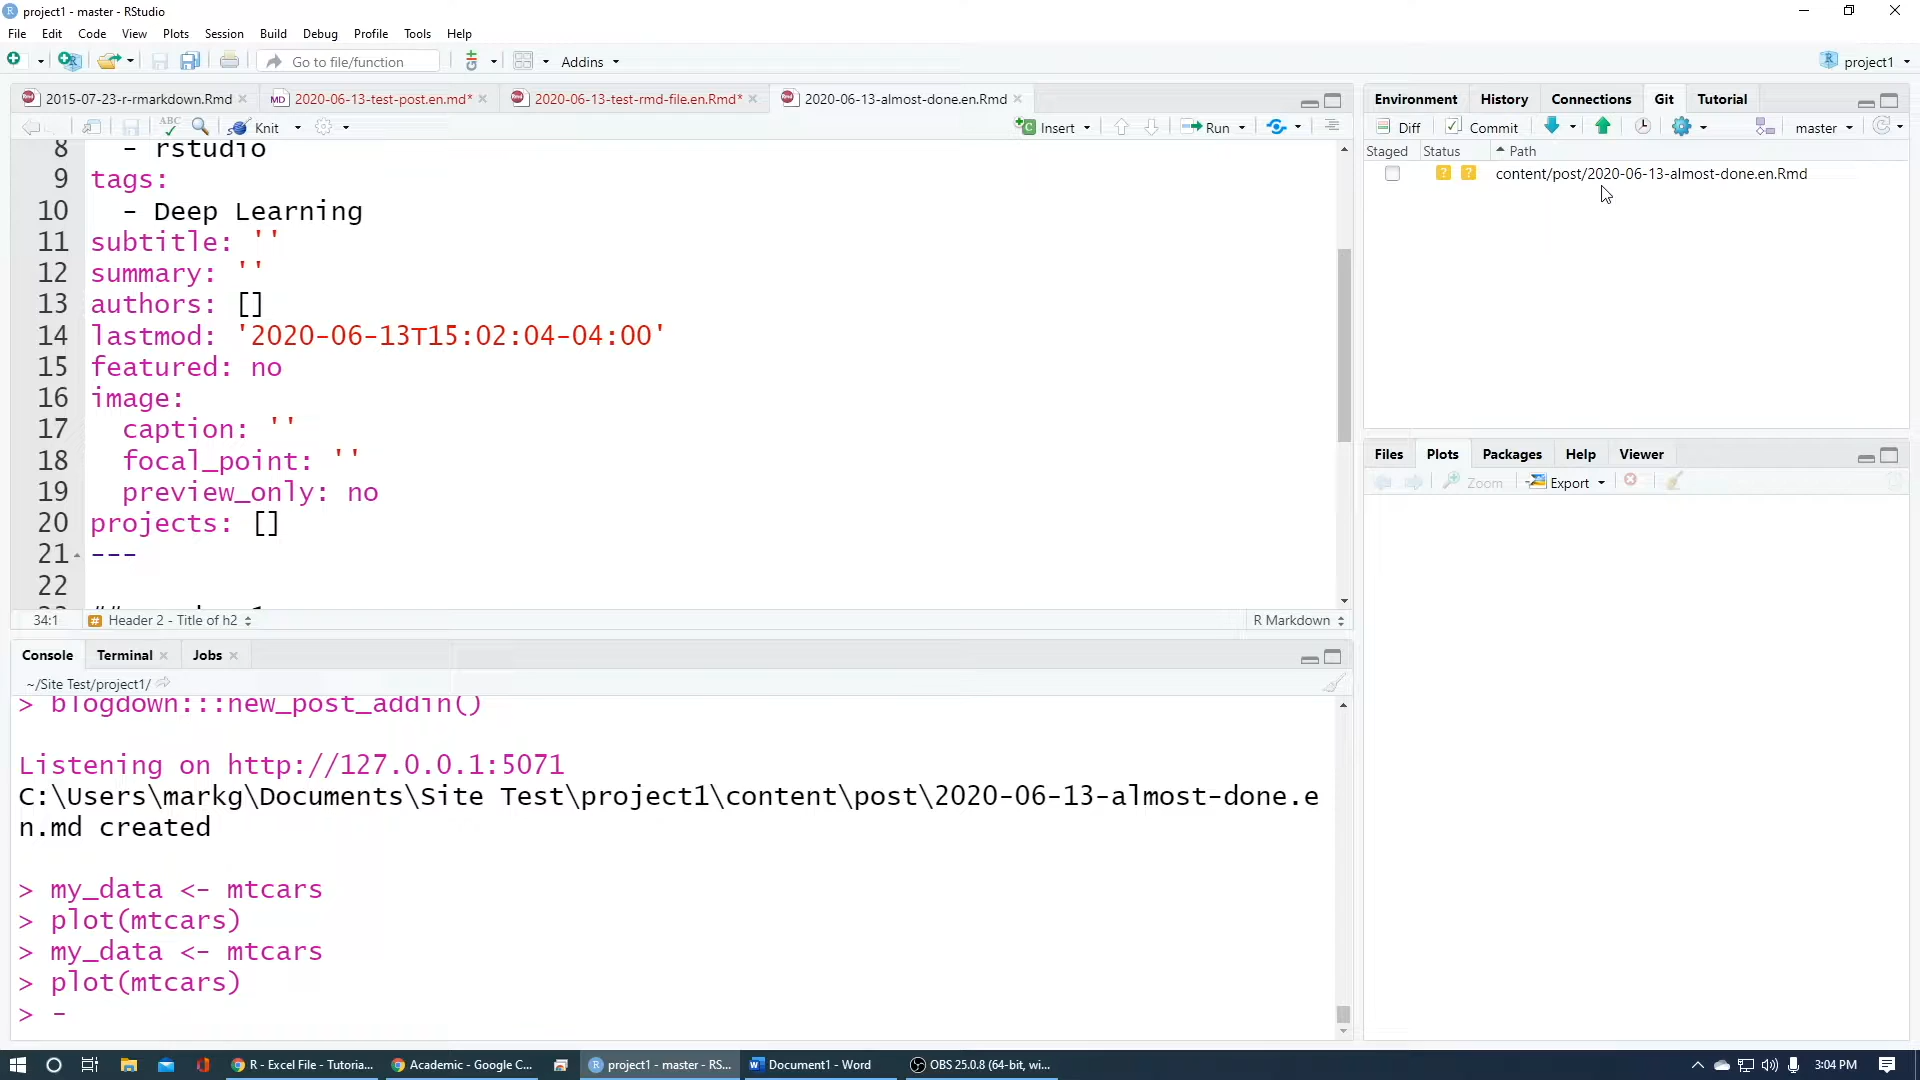 project1 - master - RStudio
File Edit Code View Plots Session Build Debug Profile Tools Help
Go to file/function Addins project1
2015-07-23-r-rmarkdown.Rmd 2020-06-13-test-post.en.md* 2020-06-13-test-rmd-file.en.Rmd* 2020-06-13-almost-done.en.Rmd
ABC Knit Insert Run
8 - rstudio
9 tags:
10 - Deep Learning
11 subtitle: ''
12 summary: ''
13 authors: []
14 lastmod: '2020-06-13T15:02:04-04:00'
15 featured: no
16 image:
17 caption: ''
18 focal_point: ''
19 preview_only: no
20 projects: []
21 ---
22
34:1 Header 2 - Title of h2 R Markdown
Console Terminal Jobs
~/Site Test/project1/
> blogdown:::new_post_addin()
Listening on http://127.0.0.1:5071
C:\Users\markg\Documents\Site Test\project1\content\post\2020-06-13-almost-done.e
n.md created
> my_data <- mtcars
> plot(mtcars)
> my_data <- mtcars
> plot(mtcars)
> -
Environment History Connections Git Tutorial
Diff Commit master
Staged Status Path
? ? content/post/2020-06-13-almost-done.en.Rmd
Files Plots Packages Help Viewer
Zoom Export
R - Excel File - Tutoria... Academic - Google C... project1 - master - RS... Document1 - Word OBS 25.0.8 (64-bit, wi... 3:04 PM